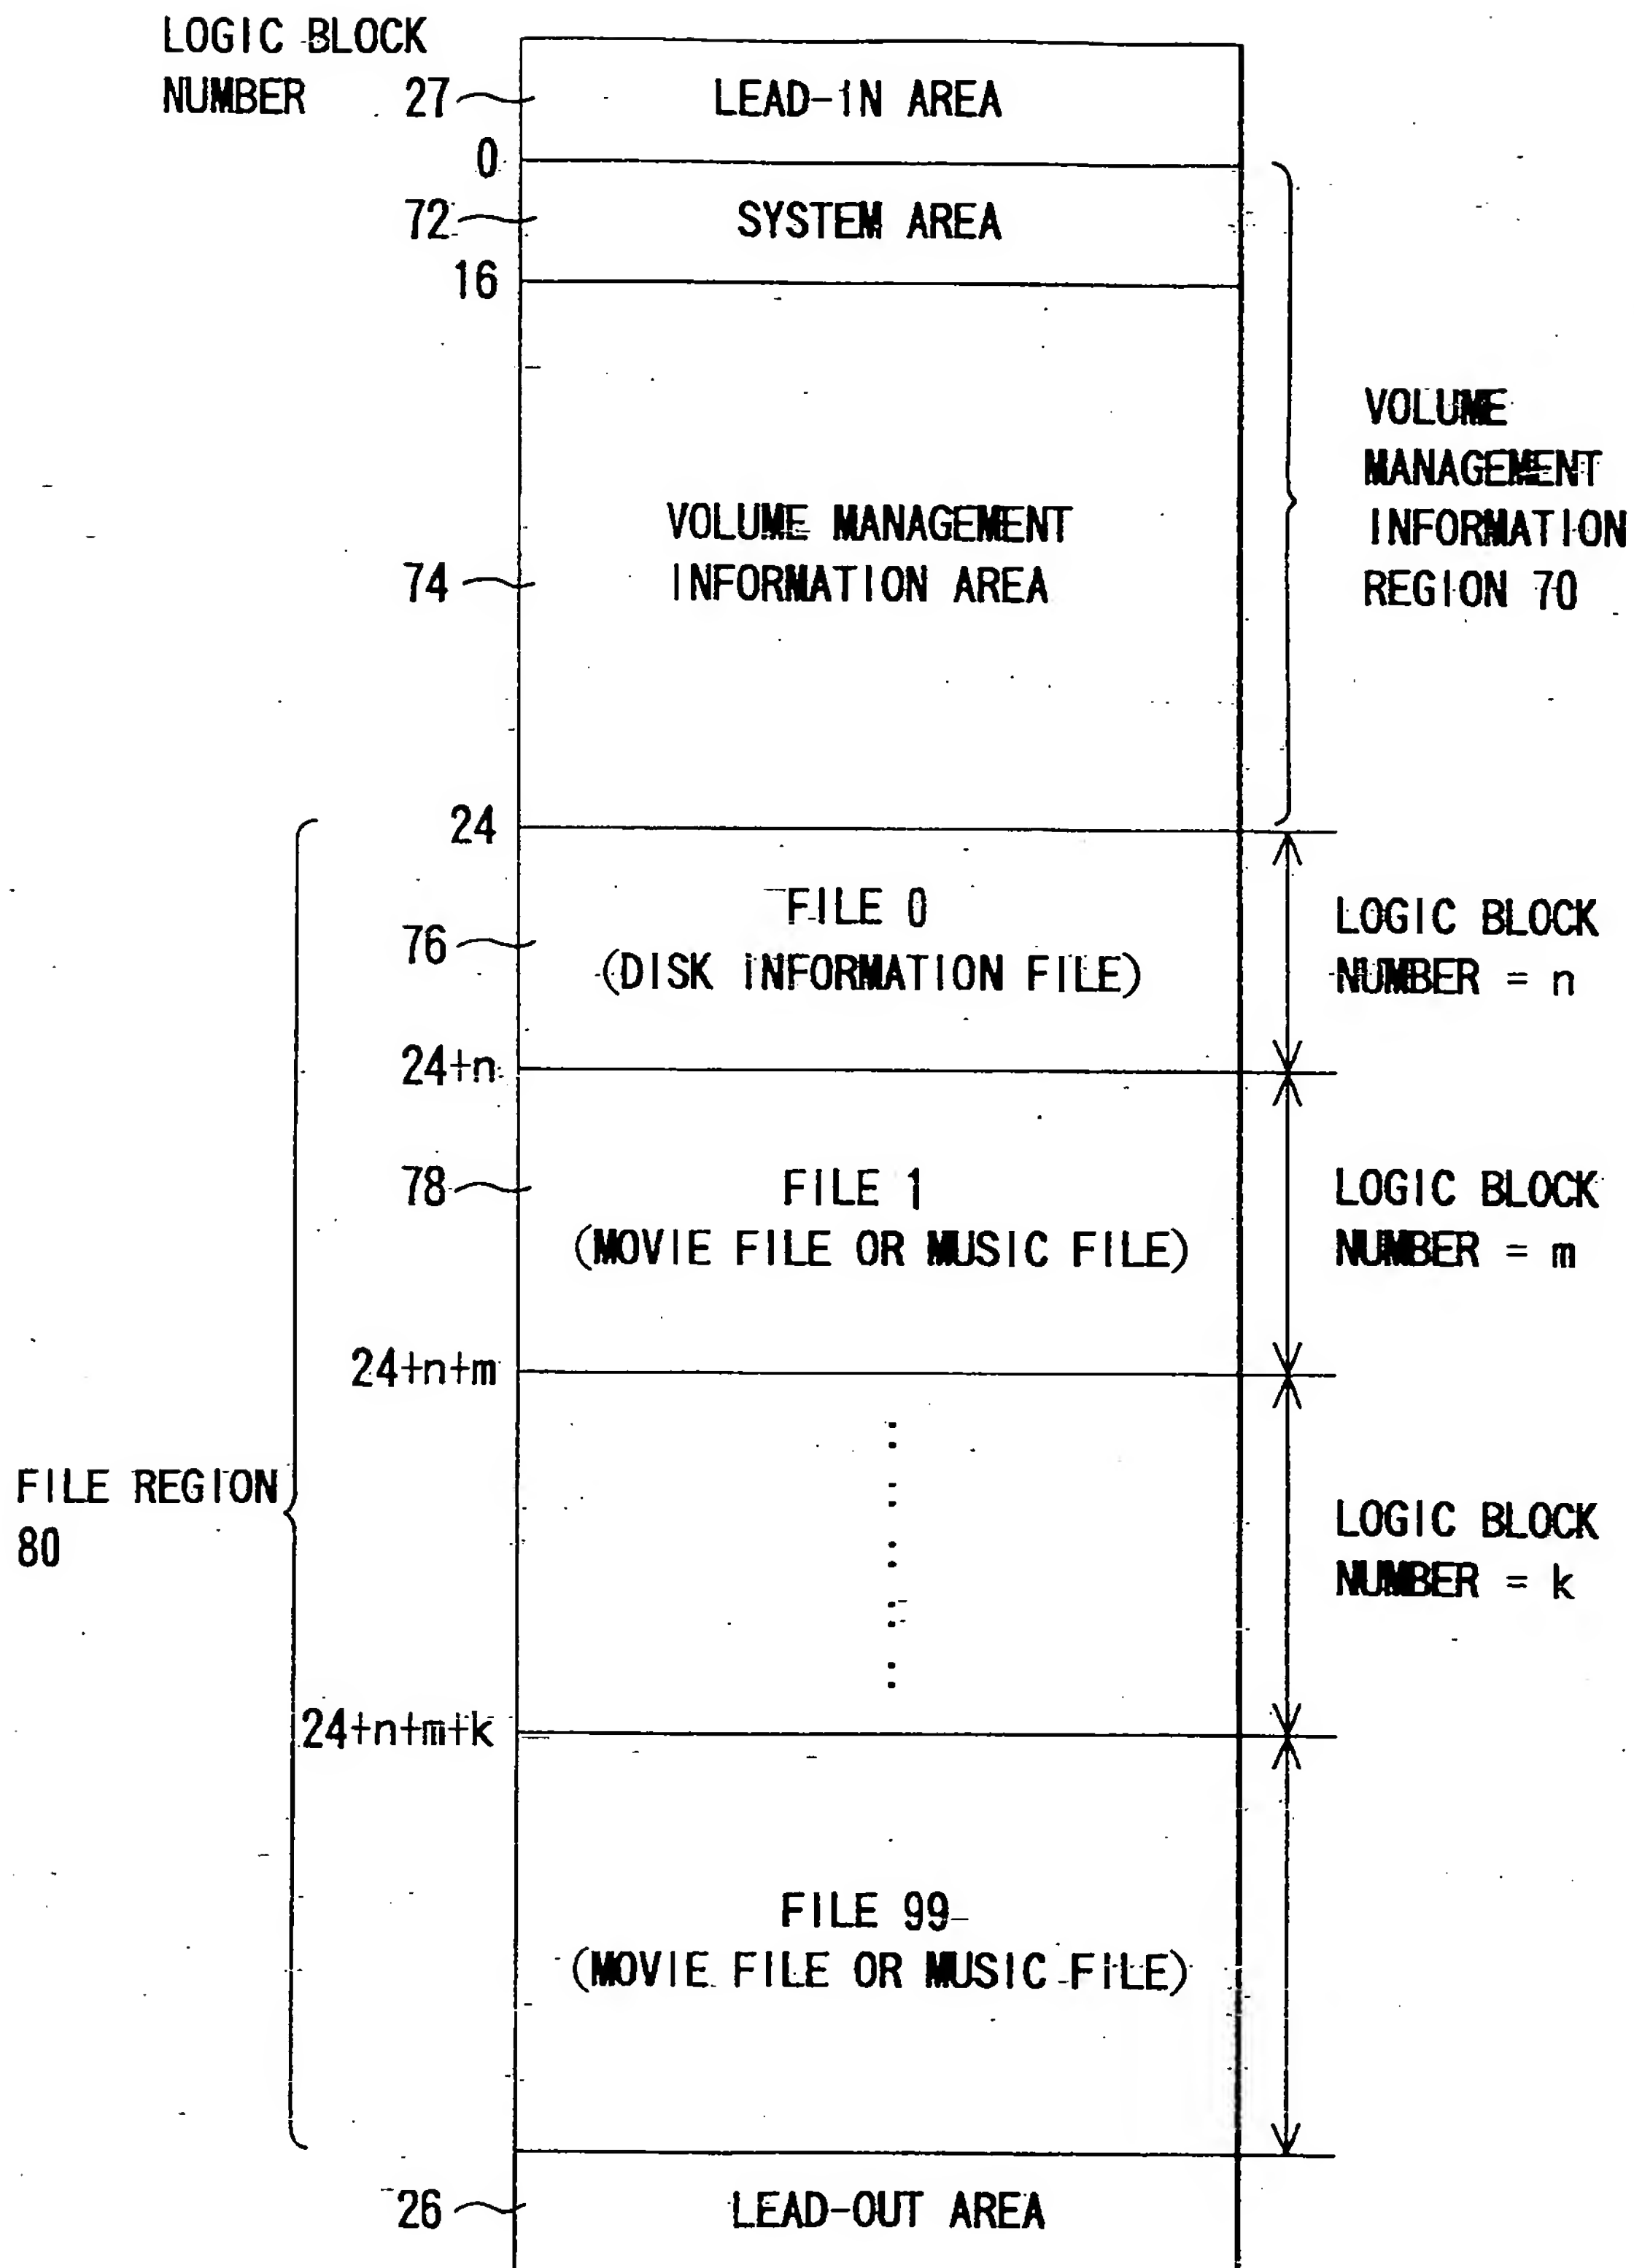 LOGIC BLOCK
NUMBER
27
LEAD-IN AREA
0
72
SYSTEM AREA
16
VOLUME MANAGEMENT
INFORMATION AREA
74
VOLUME
MANAGEMENT
INFORMATION
REGION 70
24
FILE 0
(DISK INFORMATION FILE)
76
LOGIC BLOCK
NUMBER = n
24+n
78
FILE 1
(MOVIE FILE OR MUSIC FILE)
LOGIC BLOCK
NUMBER = m
24+n+m
FILE REGION
80
LOGIC BLOCK
NUMBER = k
24+n+m+k
FILE 99
(MOVIE FILE OR MUSIC FILE)
26
LEAD-OUT AREA